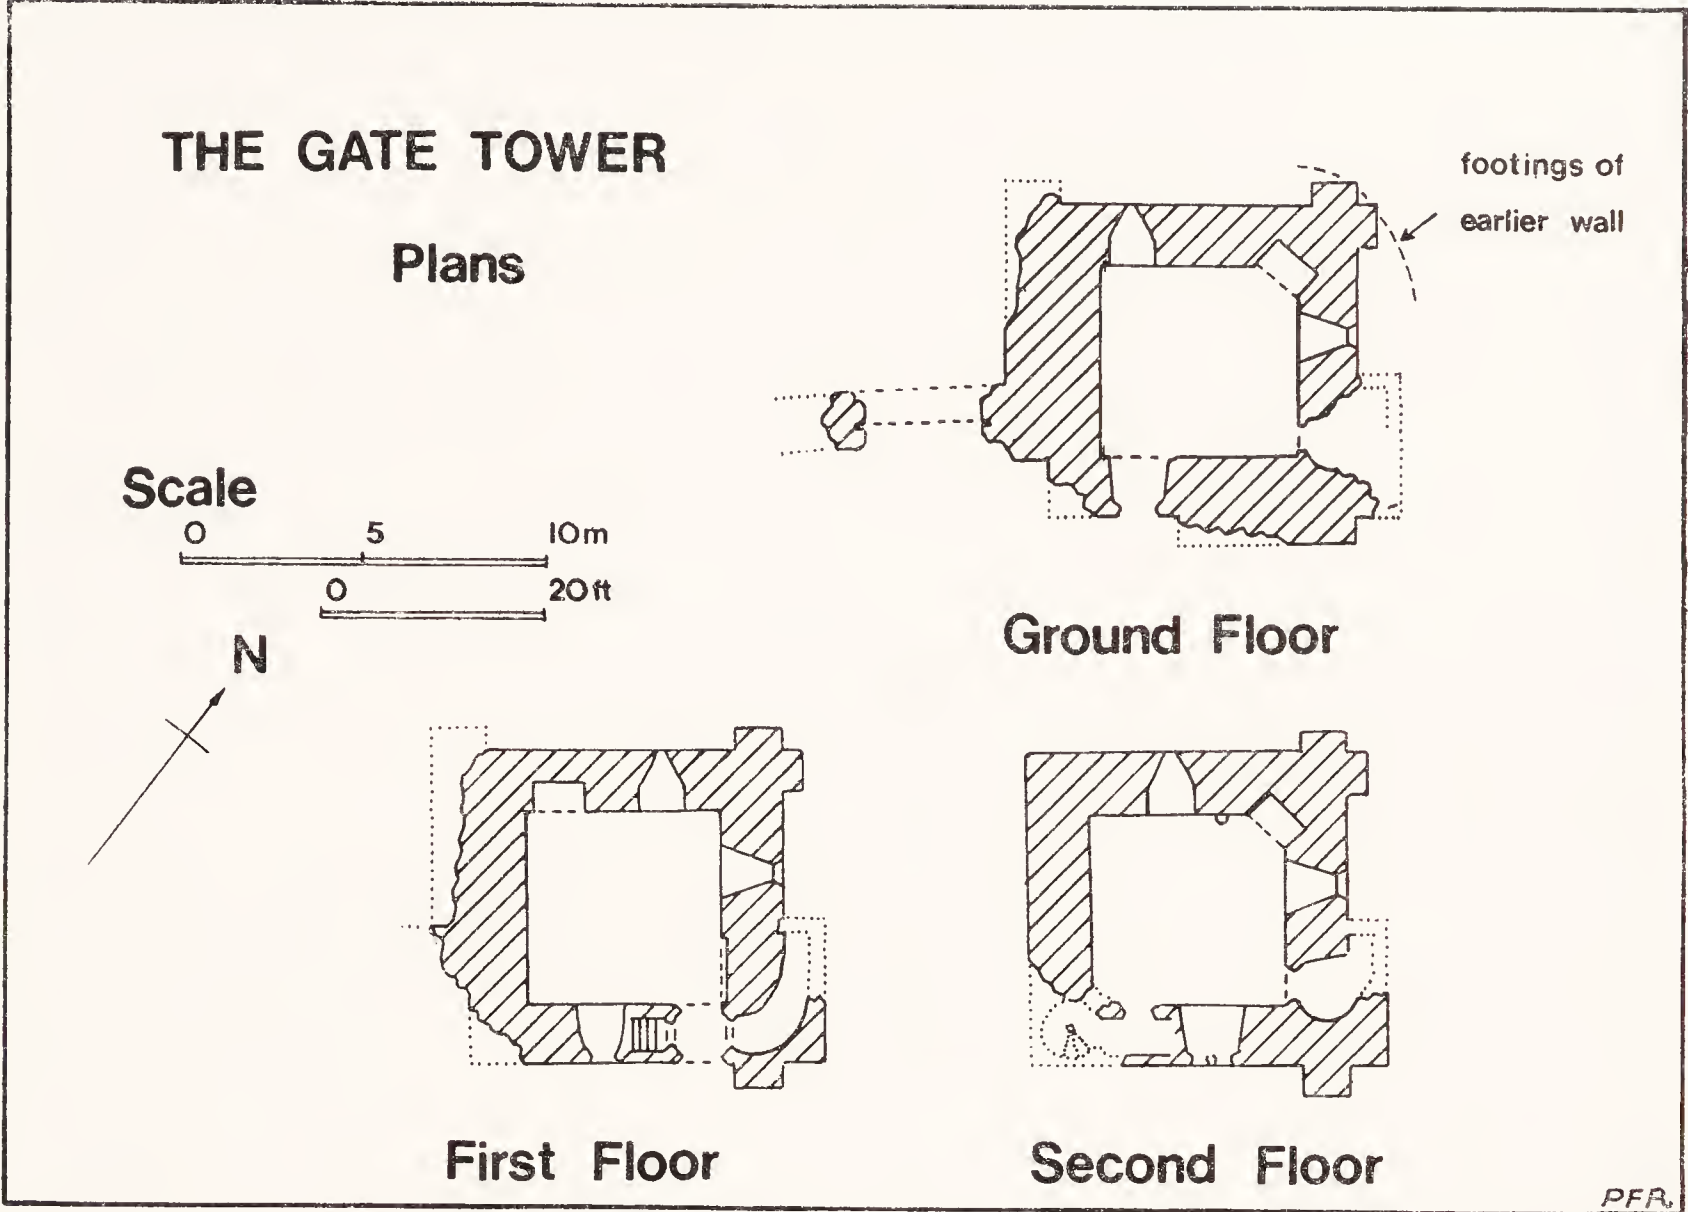 THE GATE TOWER
Plans
footings of
earlier wall
Scale
0 5 10m
0 20ft
N
Ground Floor
First Floor
Second Floor
PFR.